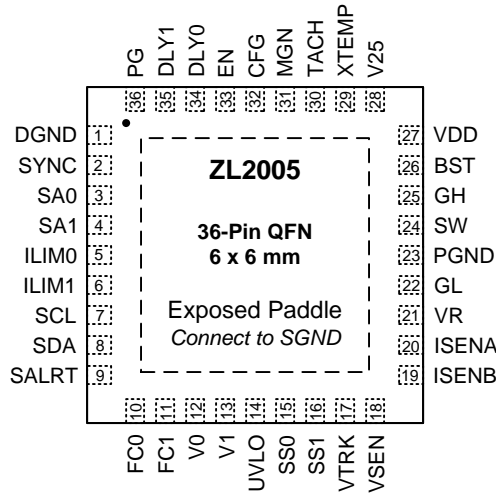 PG DLY1 DLY0 EN CFG MGN TACH XTEMP V25
36 35 34 33 32 31 30 29 28
DGND 1
SYNC 2
SA0 3
SA1 4
ILIM0 5
ILIM1 6
SCL 7
SDA 8
SALRT 9
ZL2005
36-Pin QFN
6 x 6 mm
Exposed Paddle
Connect to SGND
27 VDD
26 BST
25 GH
24 SW
23 PGND
22 GL
21 VR
20 ISENA
19 ISENB
10 11 12 13 14 15 16 17 18
FC0 FC1 V0 V1 UVLO SS0 SS1 VTRK VSEN